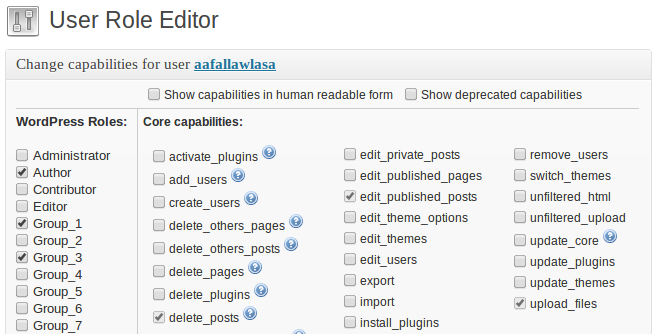 User Role Editor
Change capabilities for user aafallawlasa
Show capabilities in human readable form Show deprecated capabilities
WordPress Roles:
Administrator
Author
Contributor
Editor
Group_1
Group_2
Group_3
Group_4
Group_5
Group_6
Group_7
Core capabilities:
activate_plugins
add_users
create_users
delete_others_pages
delete_others_posts
delete_pages
delete_plugins
delete_posts
edit_private_posts
edit_published_pages
edit_published_posts
edit_theme_options
edit_themes
edit_users
export
import
install_plugins
remove_users
switch_themes
unfiltered_html
unfiltered_upload
update_core
update_plugins
update_themes
upload_files